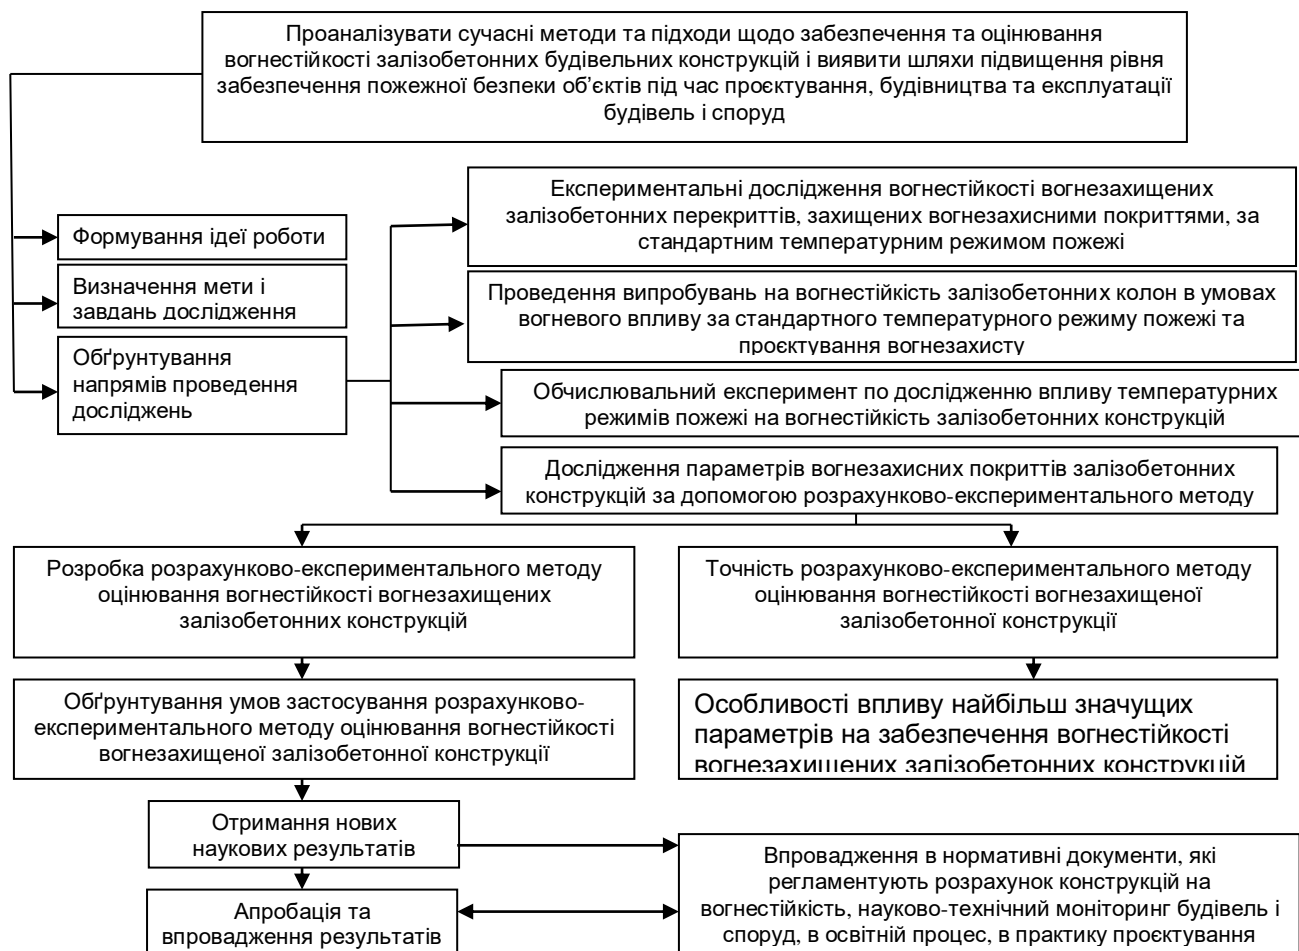 Проаналізувати сучасні методи та підходи щодо забезпечення та оцінювання
вогнестійкості залізобетонних будівельних конструкцій і виявити шляхи підвищення рівня
забезпечення пожежної безпеки об’єктів під час проєктування, будівництва та експлуатації
будівель і споруд
Формування ідеї роботи
Визначення мети і
завдань дослідження
Обґрунтування
напрямів проведення
досліджень
Експериментальні дослідження вогнестійкості вогнезахищених
залізобетонних перекриттів, захищених вогнезахисними покриттями, за
стандартним температурним режимом пожежі
Проведення випробувань на вогнестійкість залізобетонних колон в умовах
вогневого впливу за стандартного температурного режиму пожежі та
проєктування вогнезахисту
Обчислювальний експеримент по дослідженню впливу температурних
режимів пожежі на вогнестійкість залізобетонних конструкцій
Дослідження параметрів вогнезахисних покриттів залізобетонних
конструкцій за допомогою розрахунково-експериментального методу
Розробка розрахунково-експериментального методу
оцінювання вогнестійкості вогнезахищених
залізобетонних конструкцій
Точність розрахунково-експериментального методу
оцінювання вогнестійкості вогнезахищеної
залізобетонної конструкції
Обґрунтування умов застосування розрахунково-
експериментального методу оцінювання вогнестійкості
вогнезахищеної залізобетонної конструкції
Особливості впливу найбільш значущих
параметрів на забезпечення вогнестійкості
вогнезахищених залізобетонних конструкцій
Отримання нових
наукових результатів
Апробація та
впровадження результатів
Впровадження в нормативні документи, які
регламентують розрахунок конструкцій на
вогнестійкість, науково-технічний моніторинг будівель і
споруд, в освітній процес, в практику проєктування